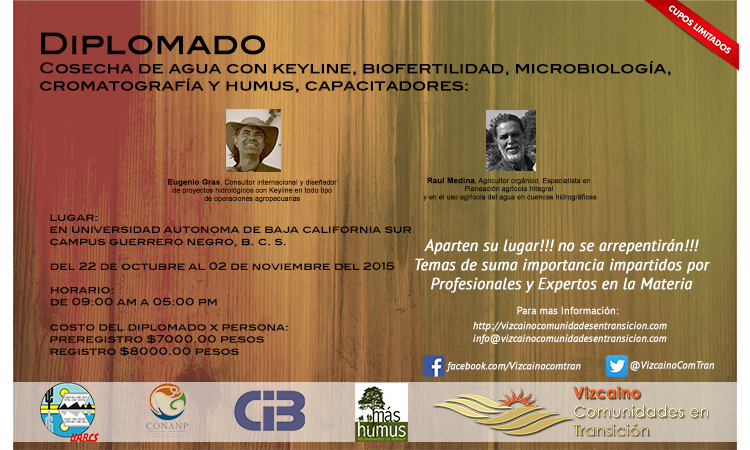 CUPOS LIMITADOS
DIPLOMADO
COSECHA DE AGUA CON KEYLINE, BIOFERTILIDAD, MICROBIOLOGÍA,
CROMATOGRAFÍA Y HUMUS, CAPACITADORES:
Eugenio Gras, Consultor internacional y diseñador
de proyectos hidrológicos con Keyline en todo tipo
de operaciones agropecuarias
Raul Medina, Agricultor orgánico. Especialista en
Planeación agrícola Integral
y en el uso agrícola del agua en cuencas hidrográficas
LUGAR:
EN UNIVERSIDAD AUTONOMA DE BAJA CALIFORNIA SUR
CAMPUS GUERRERO NEGRO, B. C. S.
DEL 22 DE OCTUBRE AL 02 DE NOVIEMBRE DEL 2015
HORARIO:
DE 09:00 AM A 05:00 PM
COSTO DEL DIPLOMADO X PERSONA:
PREREGISTRO $7000.00 PESOS
REGISTRO $8000.00 PESOS
Aparten su lugar!!! no se arrepentirán!!!
Temas de suma importancia impartidos por
Profesionales y Expertos en la Materia
Para mas Información:
http://vizcainocomunidadesentransicion.com
info@vizcainocomunidadesentransicion.com
facebook.com/Vizcainocomtran
@VizcainoComTran
UABCS
CONANP
CIB
más
humus
Vizcaino
Comunidades en
Transición